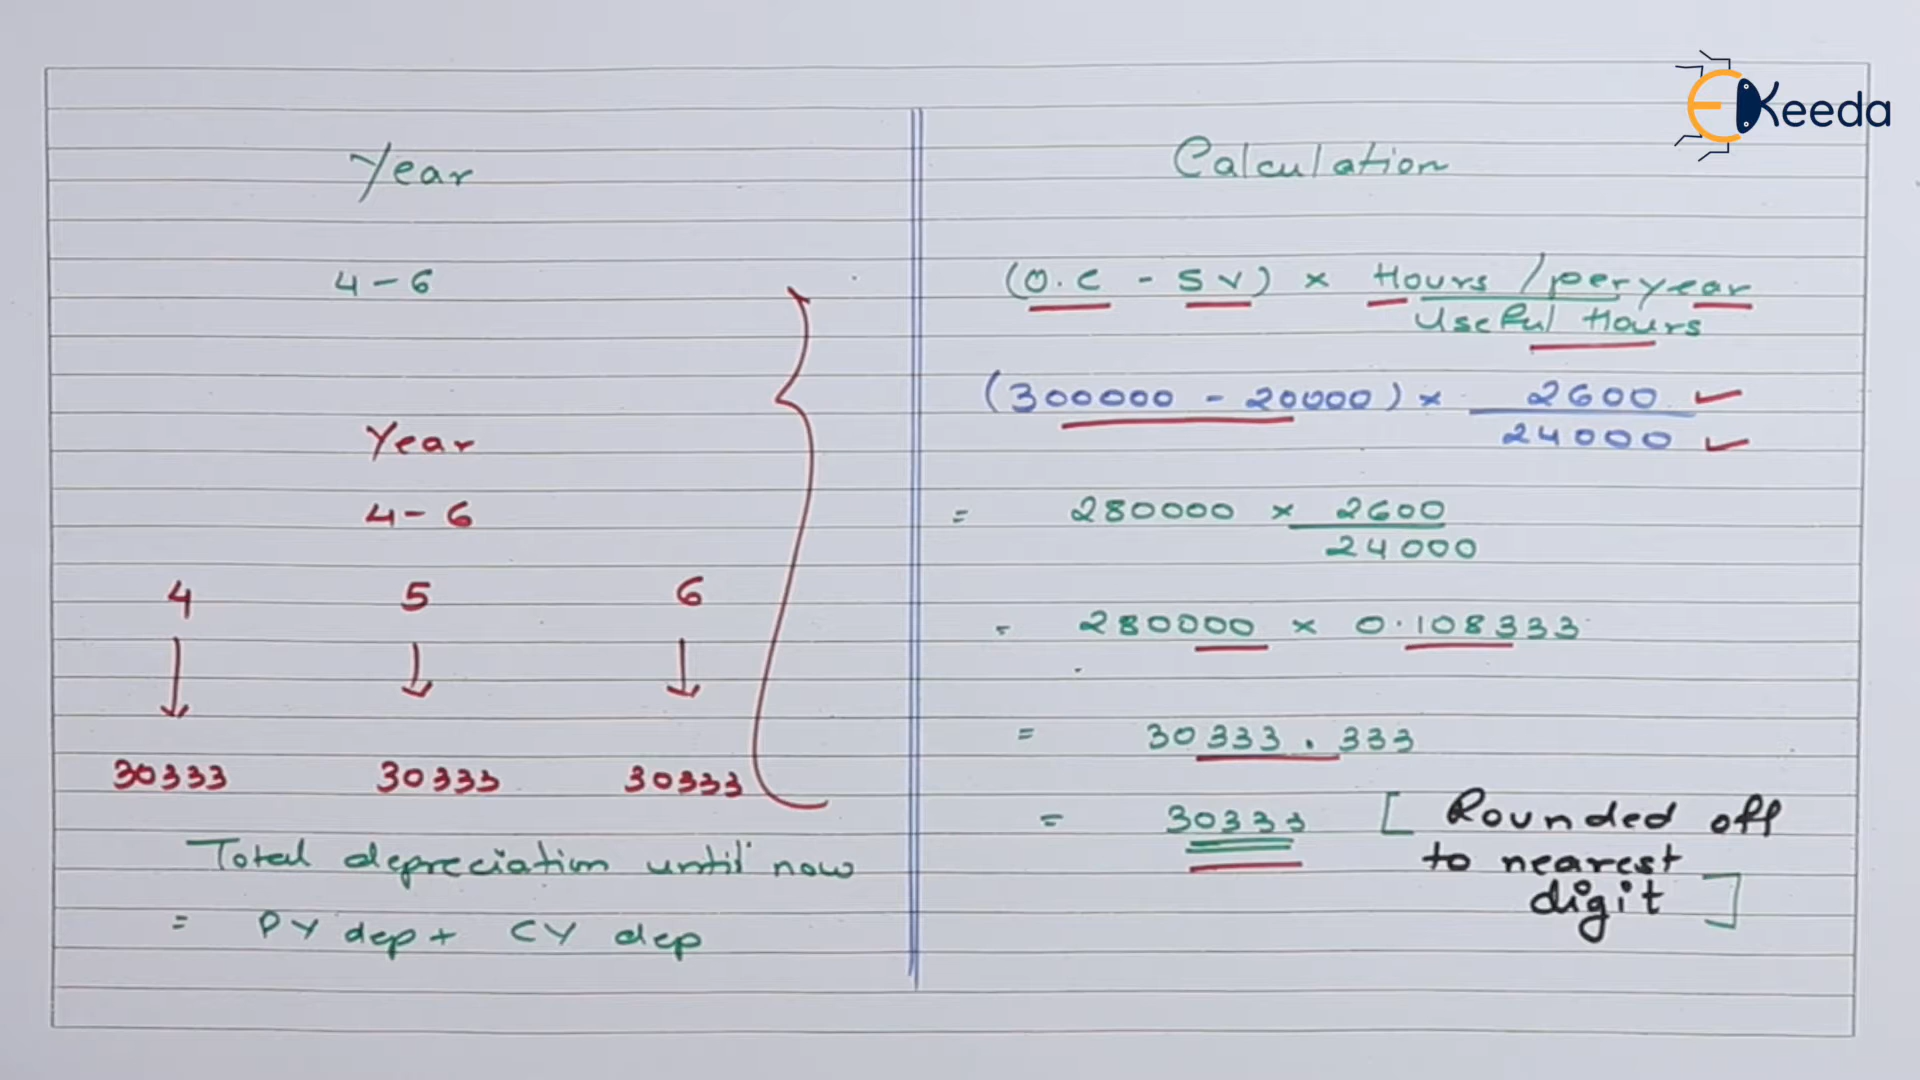 EKeeda
Year
4-6
Year
4-6
4 5 6
30333 30333 30333
Total depreciation until now
= PY dep + CY dep
Calculation
(O.C - SV) × Hours / per year
Useful Hours
(300000 - 20000) × 2600
24000
= 280000 × 2600
24000
= 280000 × 0.108333
= 30333.333
= 30333 [ Rounded off
to nearest
digit ]